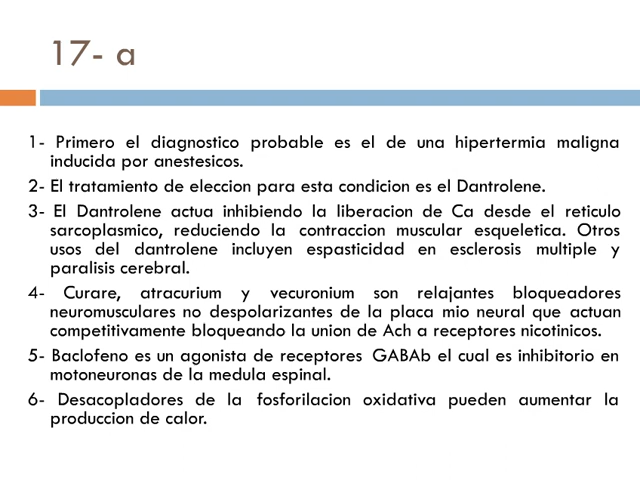 17- a
1- Primero el diagnostico probable es el de una hipertermia maligna
inducida por anestesicos.
2- El tratamiento de eleccion para esta condicion es el Dantrolene.
3- El Dantrolene actua inhibiendo la liberacion de Ca desde el reticulo
sarcoplasmico, reduciendo la contraccion muscular esqueletica. Otros
usos del dantrolene incluyen espasticidad en esclerosis multiple y
paralisis cerebral.
4- Curare, atracurium y vecuronium son relajantes bloqueadores
neuromusculares no despolarizantes de la placa mio neural que actuan
competitivamente bloqueando la union de Ach a receptores nicotinicos.
5- Baclofeno es un agonista de receptores GABAb el cual es inhibitorio en
motoneuronas de la medula espinal.
6- Desacopladores de la fosforilacion oxidativa pueden aumentar la
produccion de calor.